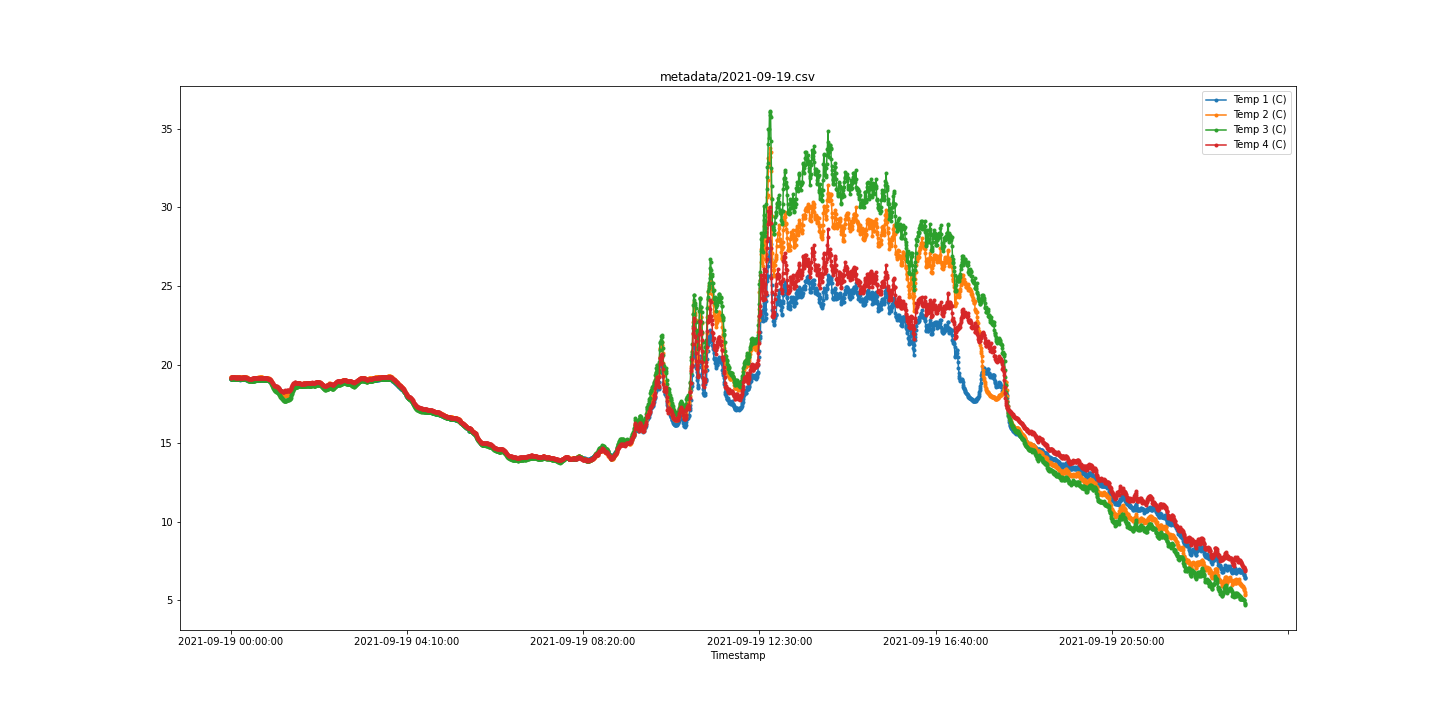 metadata/2021-09-19.csv
Temp 1 (C)
Temp 2 (C)
Temp 3 (C)
Temp 4 (C)
35
30
25
20
15
10
5
2021-09-19 00:00:00
2021-09-19 04:10:00
2021-09-19 08:20:00
2021-09-19 12:30:00
2021-09-19 16:40:00
2021-09-19 20:50:00
Timestamp